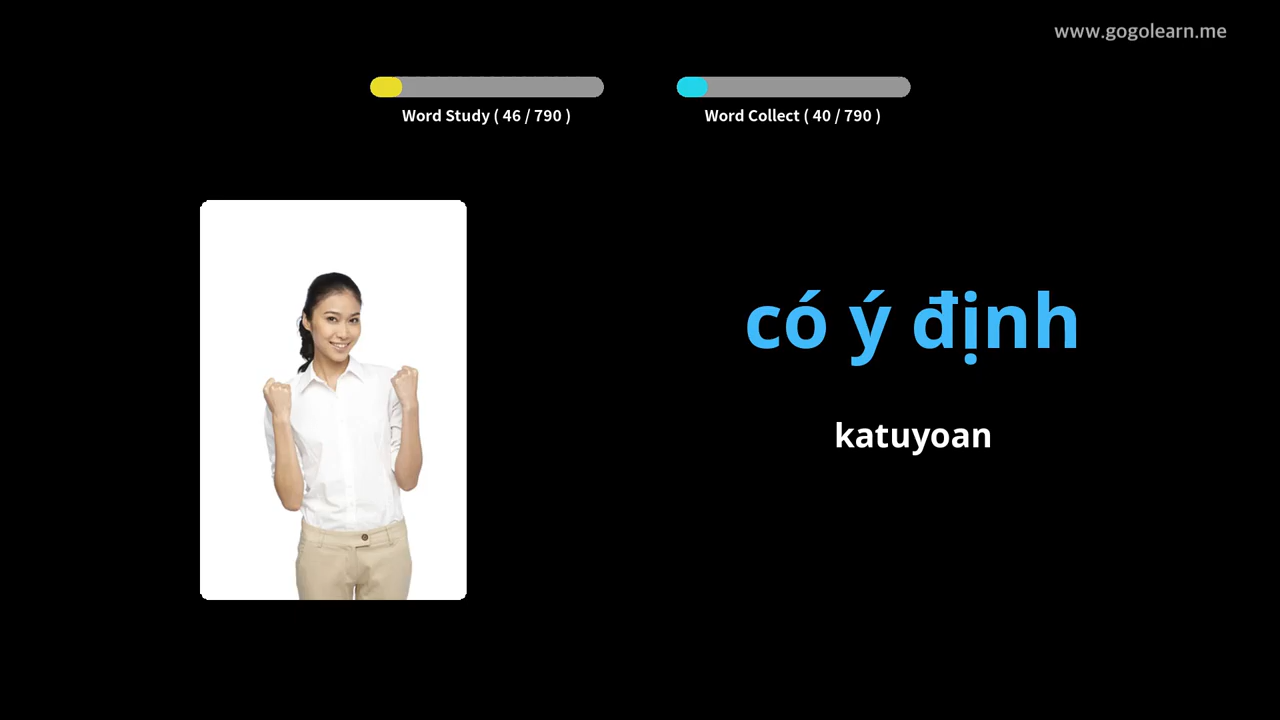 www.gogolearn.me
Word Study ( 46 / 790 )
Word Collect ( 40 / 790 )
có ý định
katuyoan